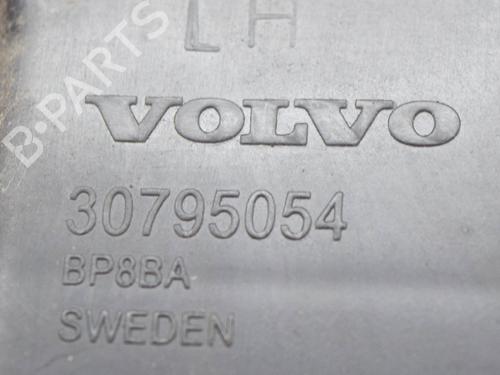 LH
VOLVO
30795054
BP8BA
SWEDEN
B-PARTS